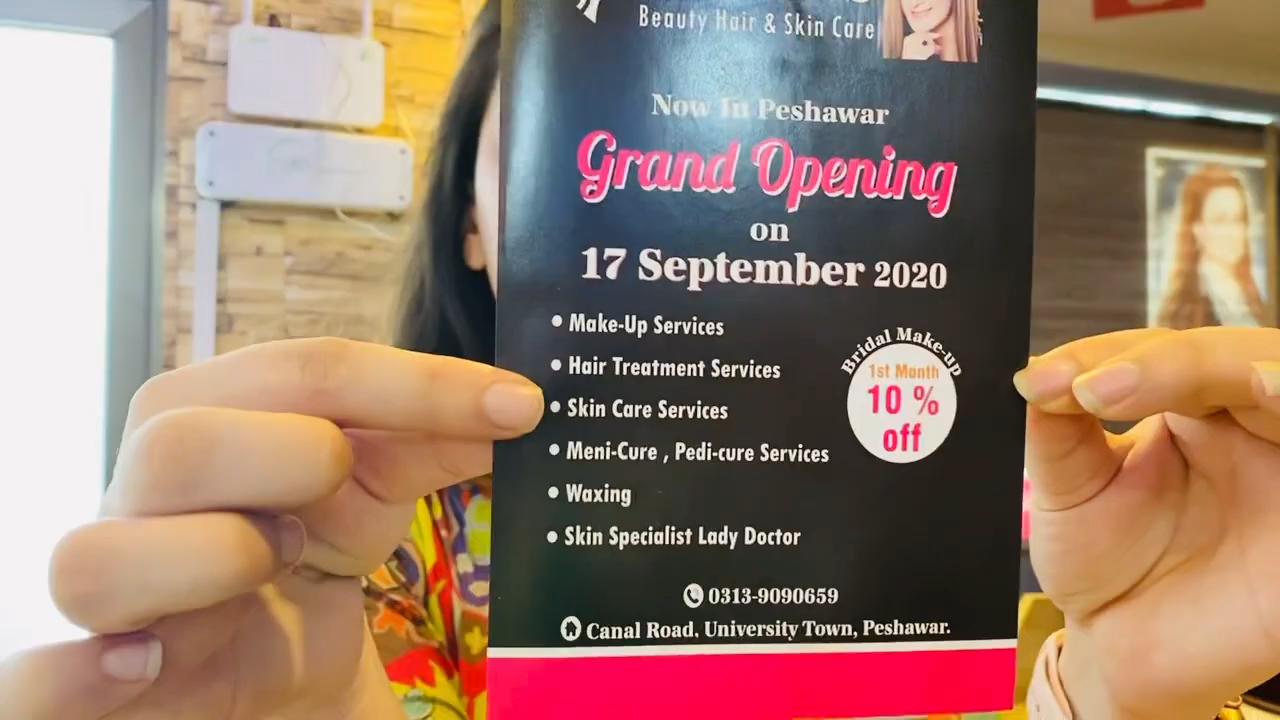 Beauty Hair & Skin Care
Now In Peshawar
Grand Opening
on
17 September 2020
• Make-Up Services
• Hair Treatment Services
• Skin Care Services
• Meni-Cure , Pedi-cure Services
• Waxing
• Skin Specialist Lady Doctor
Bridal Make-up
1st Month
10 %
off
0313-9090659
Canal Road, University Town, Peshawar.